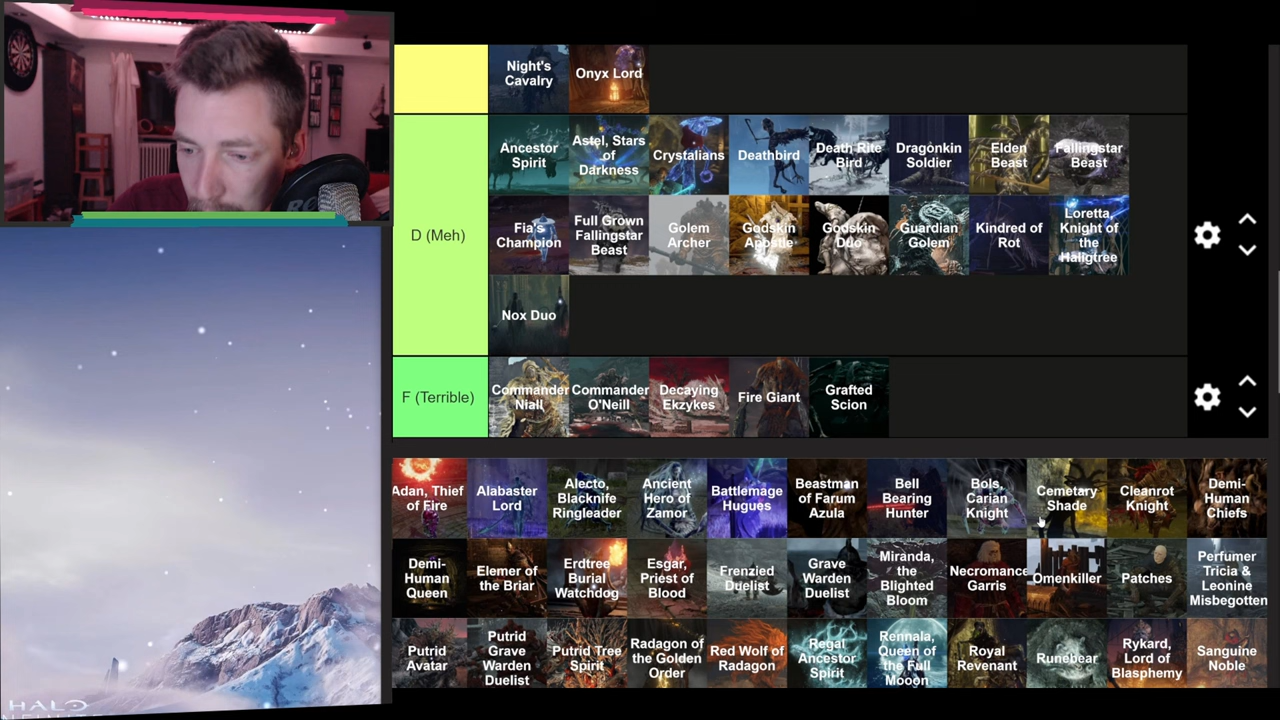 Night's
Cavalry
Onyx Lord
D (Meh)
Ancestor
Spirit
Astel, Stars
of
Darkness
Crystalians
Deathbird
Death Rite
Bird
Dragonkin
Soldier
Elden
Beast
Fallingstar
Beast
Fia's
Champion
Full Grown
Fallingstar
Beast
Golem
Archer
Godskin
Apostle
Godskin
Duo
Guardian
Golem
Kindred of
Rot
Loretta,
Knight of
the
Haligtree
Nox Duo
F (Terrible)
Commander
Niall
Commander
O'Neill
Decaying
Ekzykes
Fire Giant
Grafted
Scion
Adan, Thief
of Fire
Alabaster
Lord
Alecto,
Blacknife
Ringleader
Ancient
Hero of
Zamor
Battlemage
Hugues
Beastman
of Farum
Azula
Bell
Bearing
Hunter
Bols,
Carian
Knight
Cemetary
Shade
Cleanrot
Knight
Demi-
Human
Chiefs
Demi-
Human
Queen
Elemer of
the Briar
Erdtree
Burial
Watchdog
Esgar,
Priest of
Blood
Frenzied
Duelist
Grave
Warden
Duelist
Miranda,
the
Blighted
Bloom
Necromance
Garris
Omenkiller
Patches
Perfumer
Tricia &
Leonine
Misbegotten
Putrid
Avatar
Putrid
Grave
Warden
Duelist
Putrid Tree
Spirit
Radagon of
the Golden
Order
Red Wolf of
Radagon
Regal
Ancestor
Spirit
Rennala,
Queen of
the Full
Mooon
Royal
Revenant
Runebear
Rykard,
Lord of
Blasphemy
Sanguine
Noble
HALO